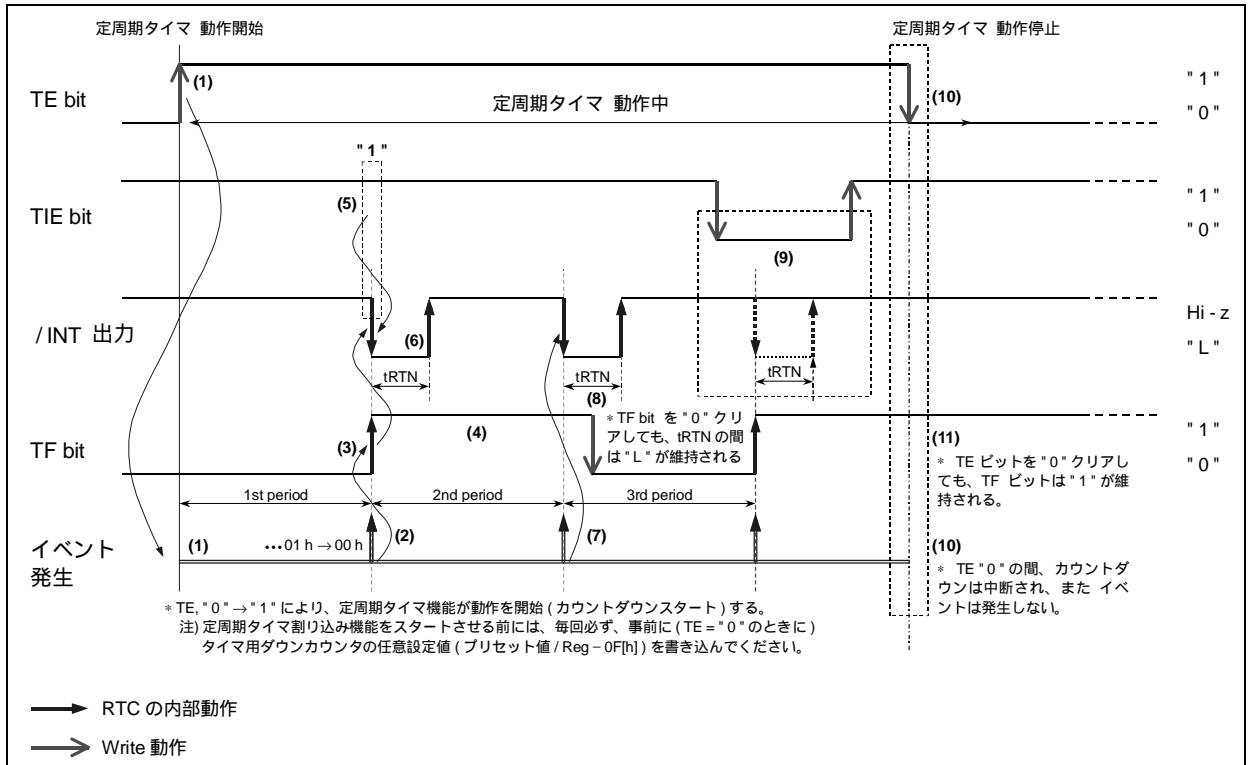 定周期タイマ 動作開始
定周期タイマ 動作停止
TE bit
(1)
定周期タイマ 動作中
(10)
" 1 "
" 0 "
" 1 "
TIE bit
(5)
(9)
" 1 "
" 0 "
/ INT 出力
(6)
tRTN
tRTN
tRTN
Hi - z
" L "
(8)
* TF bit を " 0 " クリ
アしても、tRTN の間
は " L " が維持される
TF bit
(3)
(4)
" 1 "
" 0 "
(11)
* TE ビットを " 0 " クリアし
ても、TF ビットは " 1 " が維
持される。
1st period
2nd period
3rd period
イベント
発生
(1)
•••01 h → 00 h
(2)
(7)
(10)
* TE " 0 " の間、カウントダ
ウンは中断され、また イベ
ントは発生しない。
* TE, " 0 " → " 1 " により、定周期タイマ機能が動作を開始 ( カウントダウンスタート ) する。
注) 定周期タイマ割り込み機能をスタートさせる前には、毎回必ず、事前に ( TE = " 0 " のときに )
タイマ用ダウンカウンタの任意設定値 ( プリセット値 / Reg − 0F[h] ) を書き込んでください。
RTC の内部動作
Write 動作